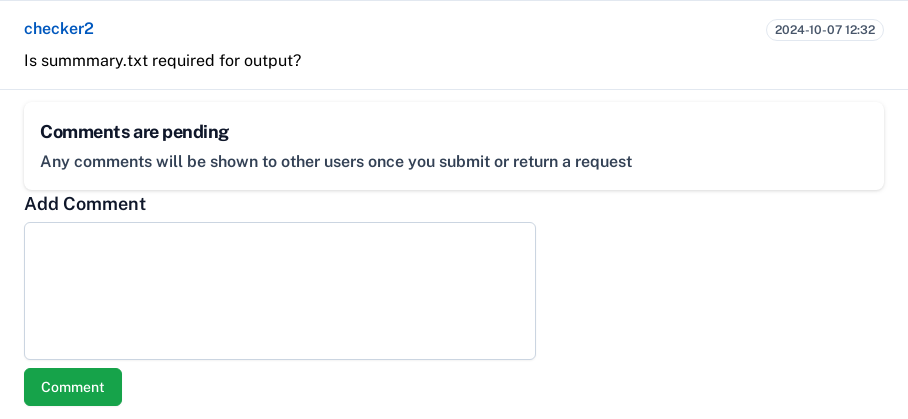 checker2
2024-10-07 12:32
Is summmary.txt required for output?
Comments are pending
Any comments will be shown to other users once you submit or return a request
Add Comment
Comment